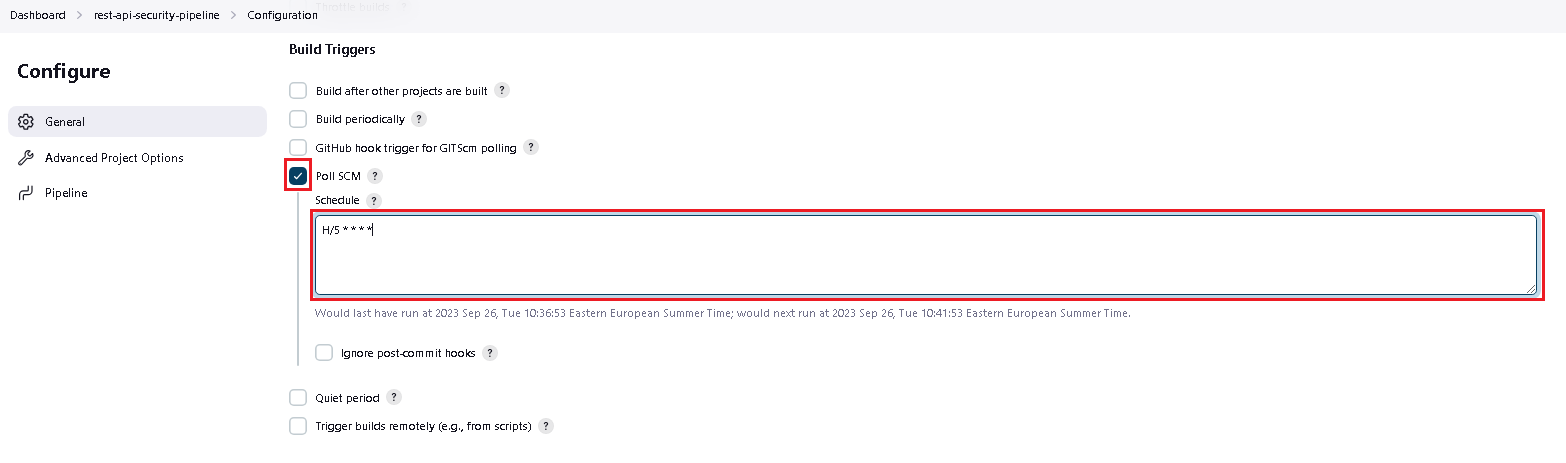 Dashboard > rest-api-security-pipeline > Configuration
Configure
General
Advanced Project Options
Pipeline
Throttle builds ?
Build Triggers
Build after other projects are built ?
Build periodically ?
GitHub hook trigger for GITScm polling ?
Poll SCM ?
Schedule ?
H/5 * * * *
Would last have run at 2023 Sep 26, Tue 10:36:53 Eastern European Summer Time; would next run at 2023 Sep 26, Tue 10:41:53 Eastern European Summer Time.
Ignore post-commit hooks ?
Quiet period ?
Trigger builds remotely (e.g., from scripts) ?